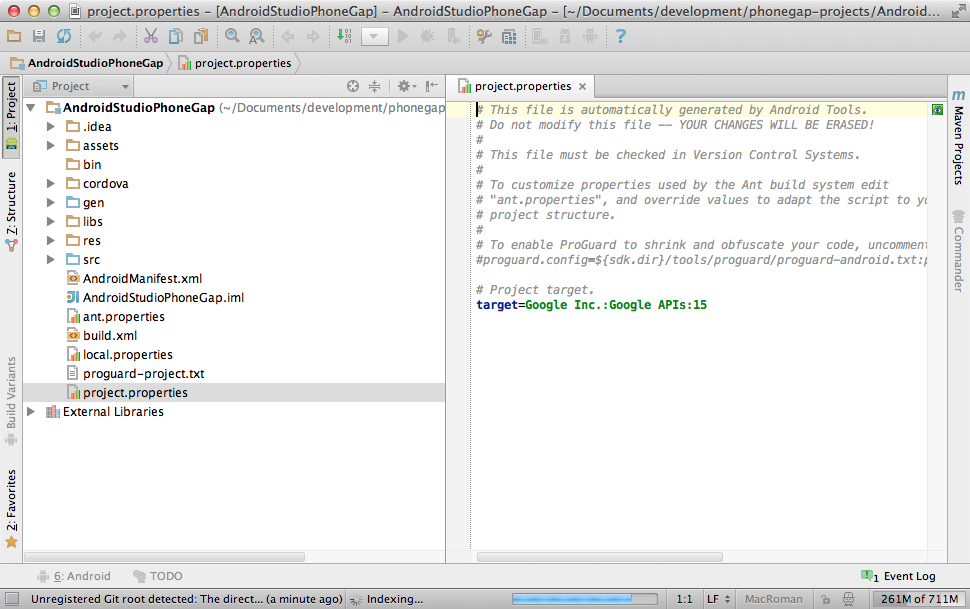 project.properties – [AndroidStudioPhoneGap] – AndroidStudioPhoneGap – [~/Documents/development/phonegap-projects/Android...
AndroidStudioPhoneGap
project.properties
1: Project
Z: Structure
Build Variants
2: Favorites
Project
AndroidStudioPhoneGap (~/Documents/development/phonegap
.idea
assets
bin
cordova
gen
libs
res
src
AndroidManifest.xml
AndroidStudioPhoneGap.iml
ant.properties
build.xml
local.properties
proguard-project.txt
project.properties
External Libraries
project.properties
# This file is automatically generated by Android Tools.
# Do not modify this file -- YOUR CHANGES WILL BE ERASED!
#
# This file must be checked in Version Control Systems.
#
# To customize properties used by the Ant build system edit
# "ant.properties", and override values to adapt the script to yo
# project structure.
#
# To enable ProGuard to shrink and obfuscate your code, uncomment
#proguard.config=${sdk.dir}/tools/proguard/proguard-android.txt:p
# Project target.
target=Google Inc.:Google APIs:15
m
Maven Projects
Commander
6: Android
TODO
1 Event Log
Unregistered Git root detected: The direct... (a minute ago)
Indexing...
1:1
LF
MacRoman
261M of 711M